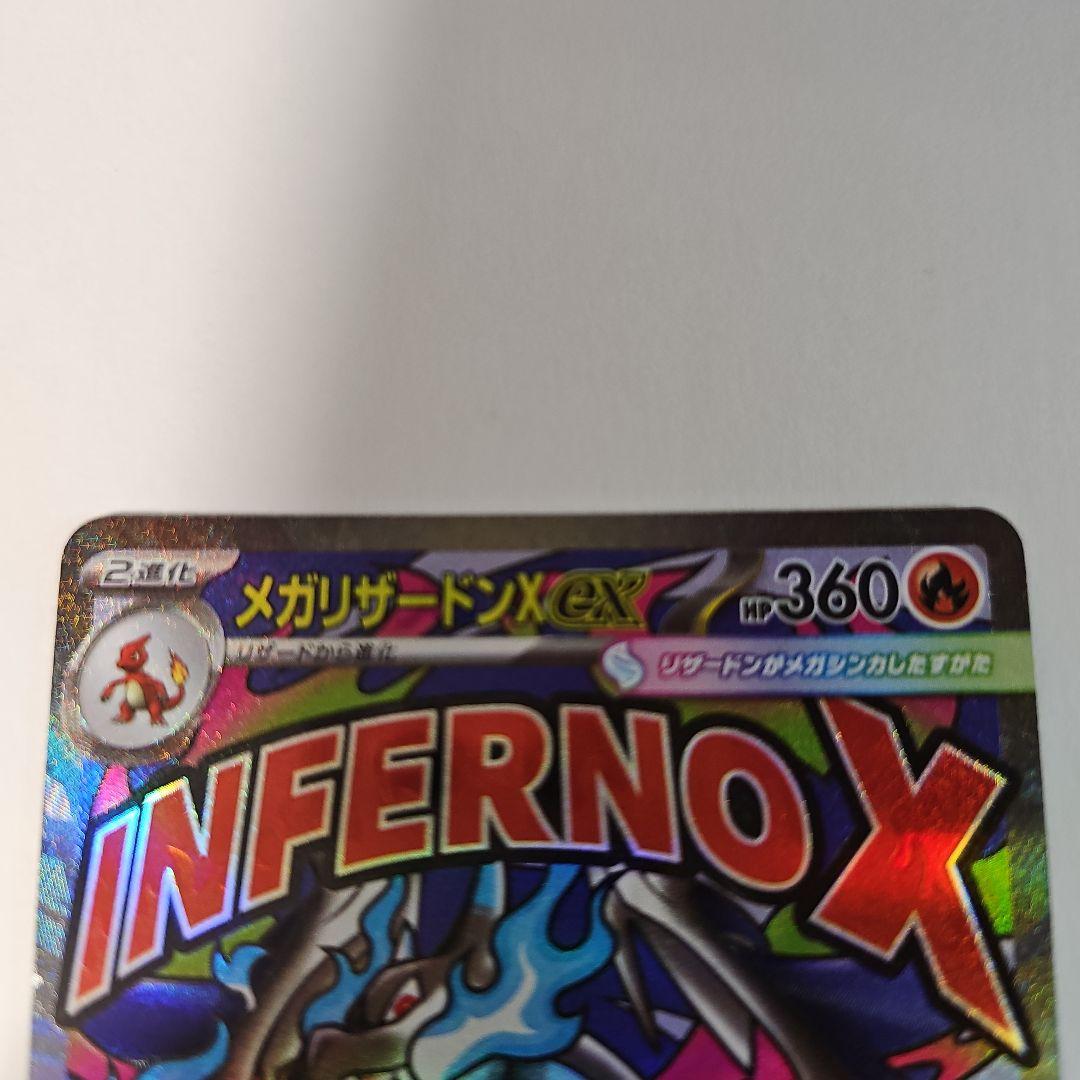 2進化
メガリザードンXex HP360
リザードから進化
リザードンがメガシンカしたすがた
INFERNO X